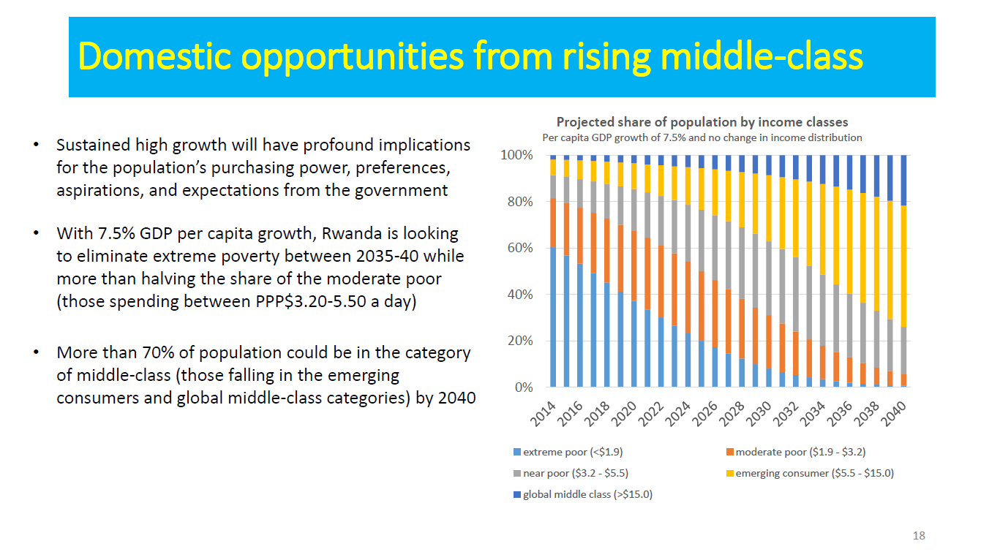 Domestic opportunities from rising middle-class
• Sustained high growth will have profound implications
for the population's purchasing power, preferences,
aspirations, and expectations from the government
• With 7.5% GDP per capita growth, Rwanda is looking
to eliminate extreme poverty between 2035-40 while
more than halving the share of the moderate poor
(those spending between PPP$3.20-5.50 a day)
• More than 70% of population could be in the category
of middle-class (those falling in the emerging
consumers and global middle-class categories) by 2040
Projected share of population by income classes
Per capita GDP growth of 7.5% and no change in income distribution
100%
80%
60%
40%
20%
0%
2014 2016 2018 2020 2022 2024 2026 2028 2030 2032 2034 2036 2038 2040
extreme poor (<$1.9) moderate poor ($1.9 - $3.2)
near poor ($3.2 - $5.5) emerging consumer ($5.5 - $15.0)
global middle class (>$15.0)
18